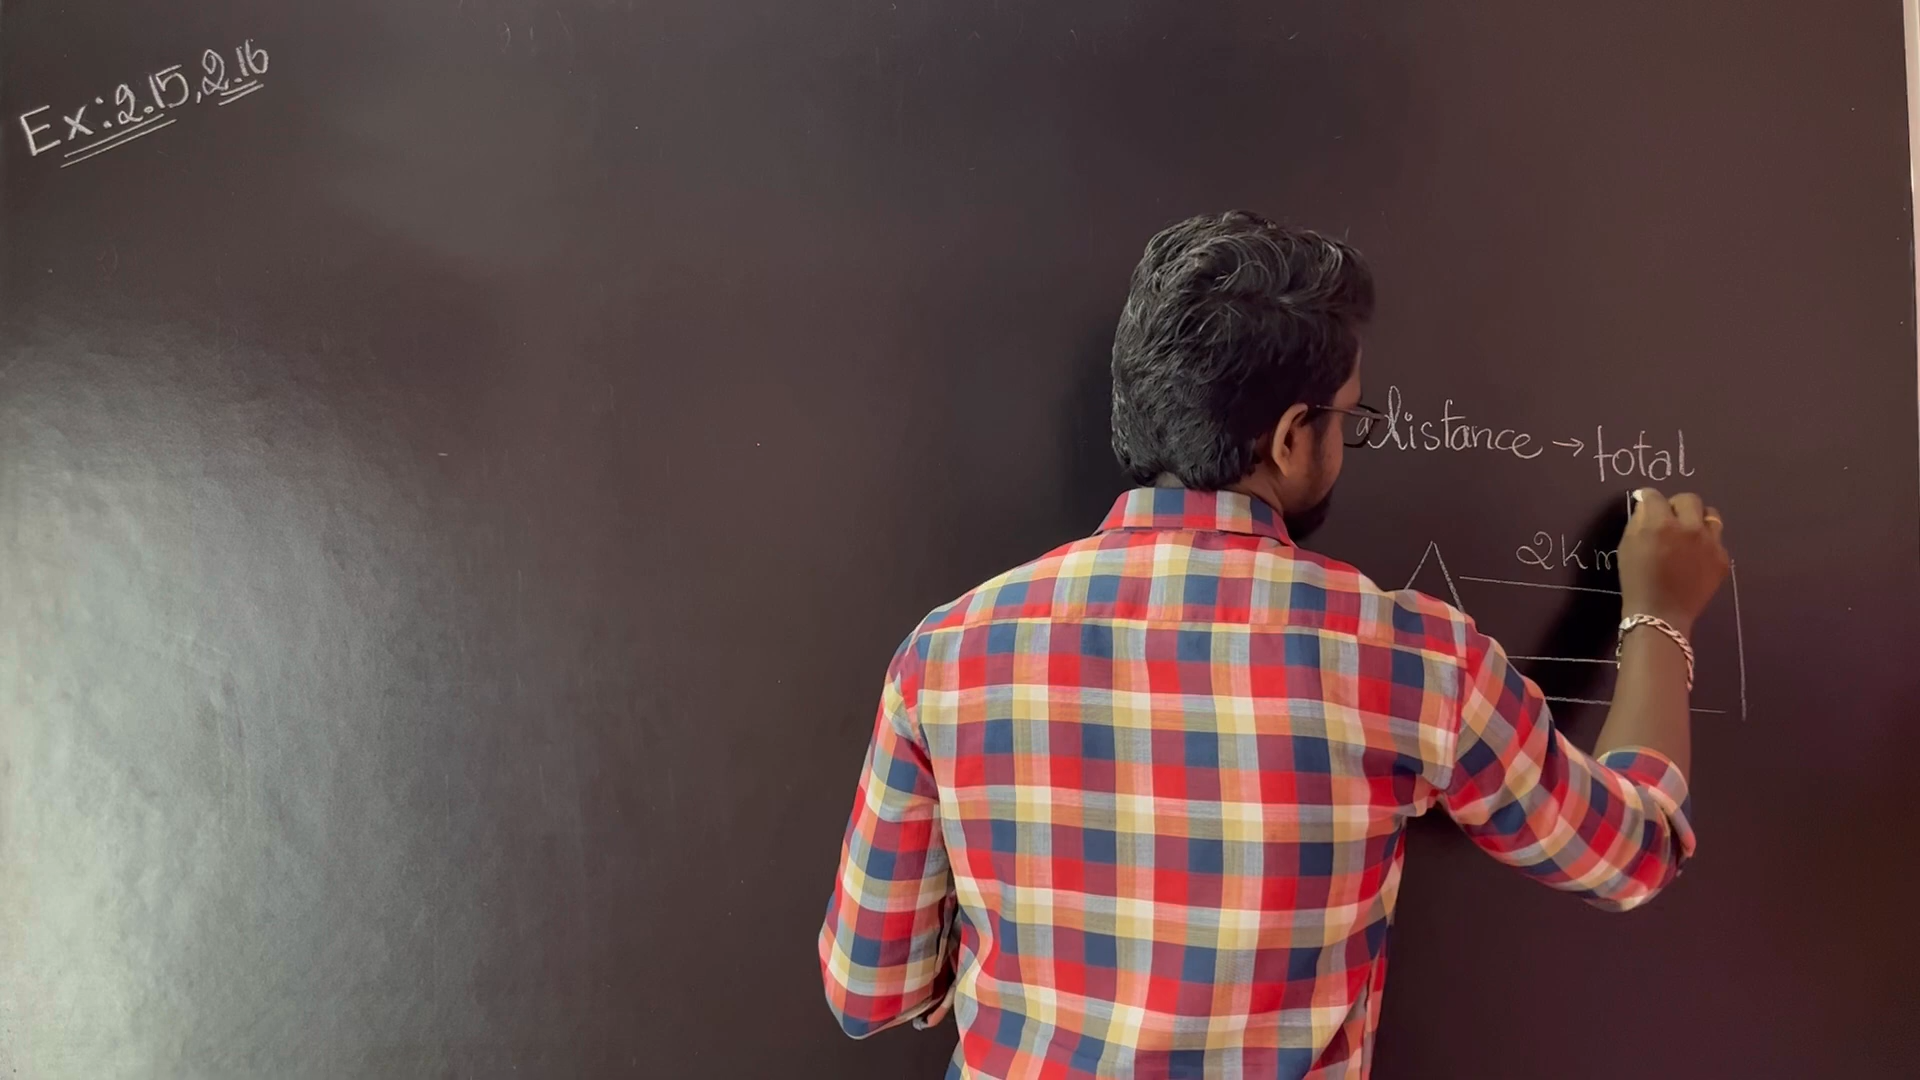 Ex:2.15,2.16
distance → total
2km